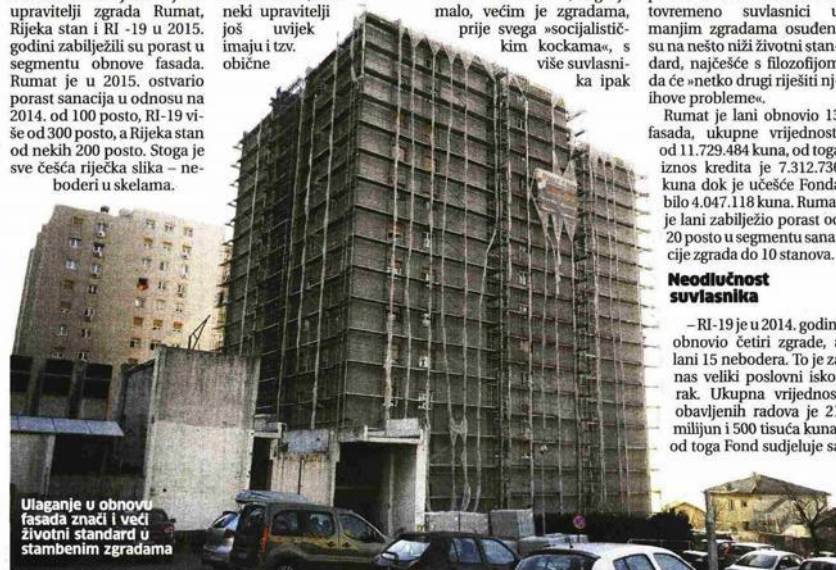 upravitelji zgrada Rumat,
Rijeka stan i RI -19 u 2015.
godini zabilježili su porast u
segmentu obnove fasada.
Rumat je u 2015. ostvario
porast sanacija u odnosu na
2014. od 100 posto, RI-19 vi-
še od 300 posto, a Rijeka stan
od nekih 200 posto. Stoga je
sve češća riječka slika – ne-
boderi u skelama.
neki upravitelji
još uvijek
imaju i tzv.
obične
malo, većim je zgradama,
prije svega »socijalistič-
kim kockama«, s
više suvlasni-
ka ipak
tovremeno suvlasnici u
manjim zgradama osuđen
su na nešto niži životni stan
dard, najčešće s filozofijom
da će »netko drugi riješiti nj
ihove probleme«.
Rumat je lani obnovio 13
fasada, ukupne vrijednost
od 11.729.484 kuna, od toga
iznos kredita je 7.312.736
kuna dok je učešće Fonda
bilo 4.047.118 kuna. Ruma
je lani zabilježio porast od
20 posto u segmentu sana
cije zgrada do 10 stanova.
Neodlučnost
suvlasnika
– RI-19 je u 2014. godin
obnovio četiri zgrade, a
lani 15 nebodera. To je za
nas veliki poslovni isko
rak. Ukupna vrijednos
obavljenih radova je 21
milijun i 500 tisuća kuna
od toga Fond sudjeluje sa
Ulaganje u obnovu
fasada znači i veći
životni standard u
stambenim zgradama